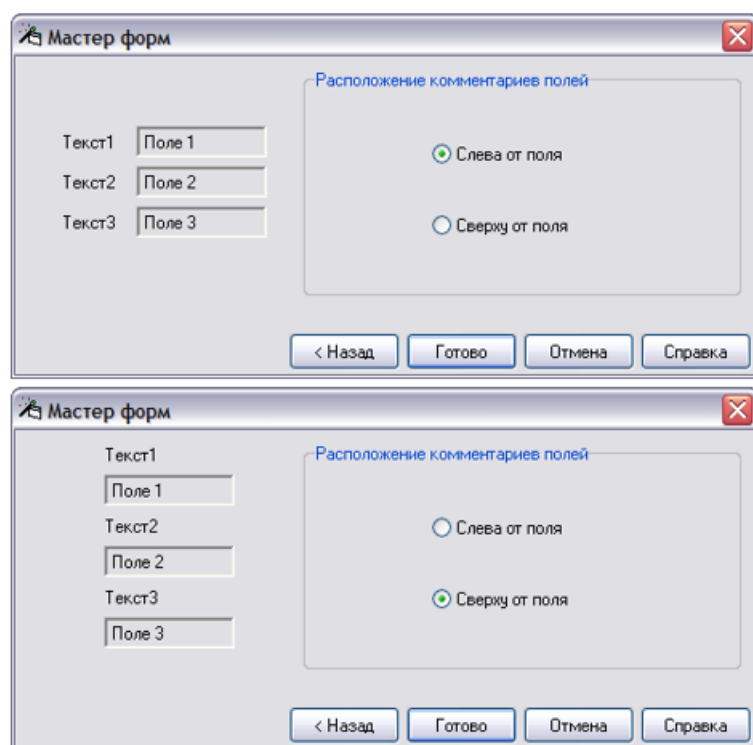 Мастер форм
Расположение комментариев полей
Текст1 Поле 1
Слева от поля
Текст2 Поле 2
Текст3 Поле 3
Сверху от поля
< Назад Готово Отмена Справка
Мастер форм
Текст1
Расположение комментариев полей
Поле 1
Текст2
Слева от поля
Поле 2
Текст3
Сверху от поля
Поле 3
< Назад Готово Отмена Справка